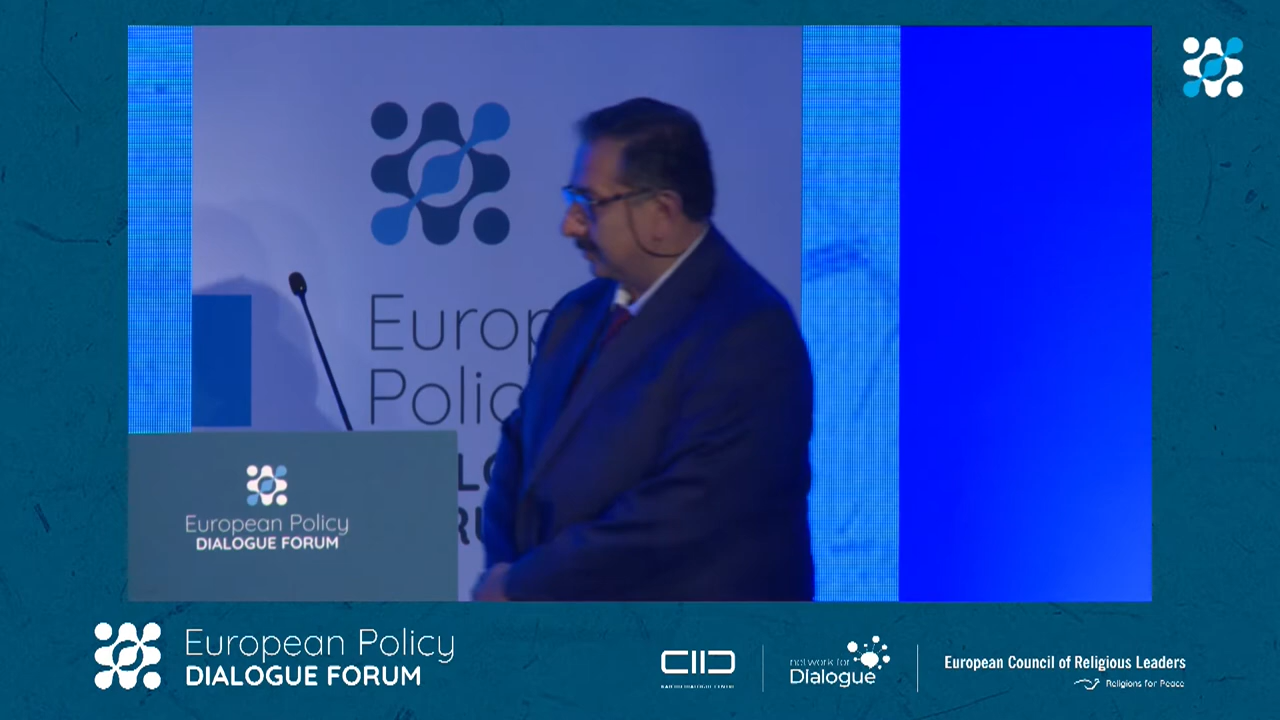 Europ
Polic
European Policy
DIALOGUE FORUM
European Policy
DIALOGUE FORUM
network for
Dialogue
European Council of Religious Leaders
Religions for Peace